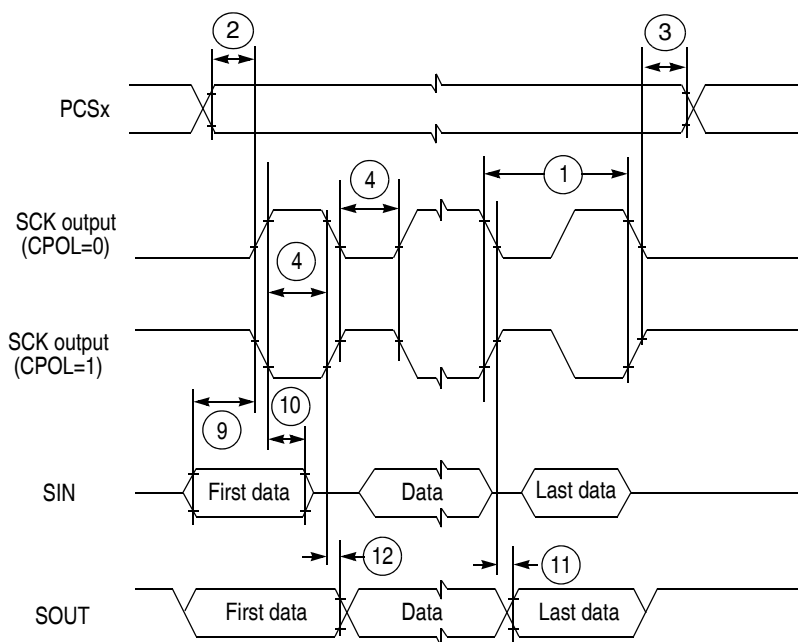 2
3
PCSx
4
1
SCK output
(CPOL=0)
4
SCK output
(CPOL=1)
10
9
SIN
First data
Data
Last data
12
11
SOUT
First data
Data
Last data